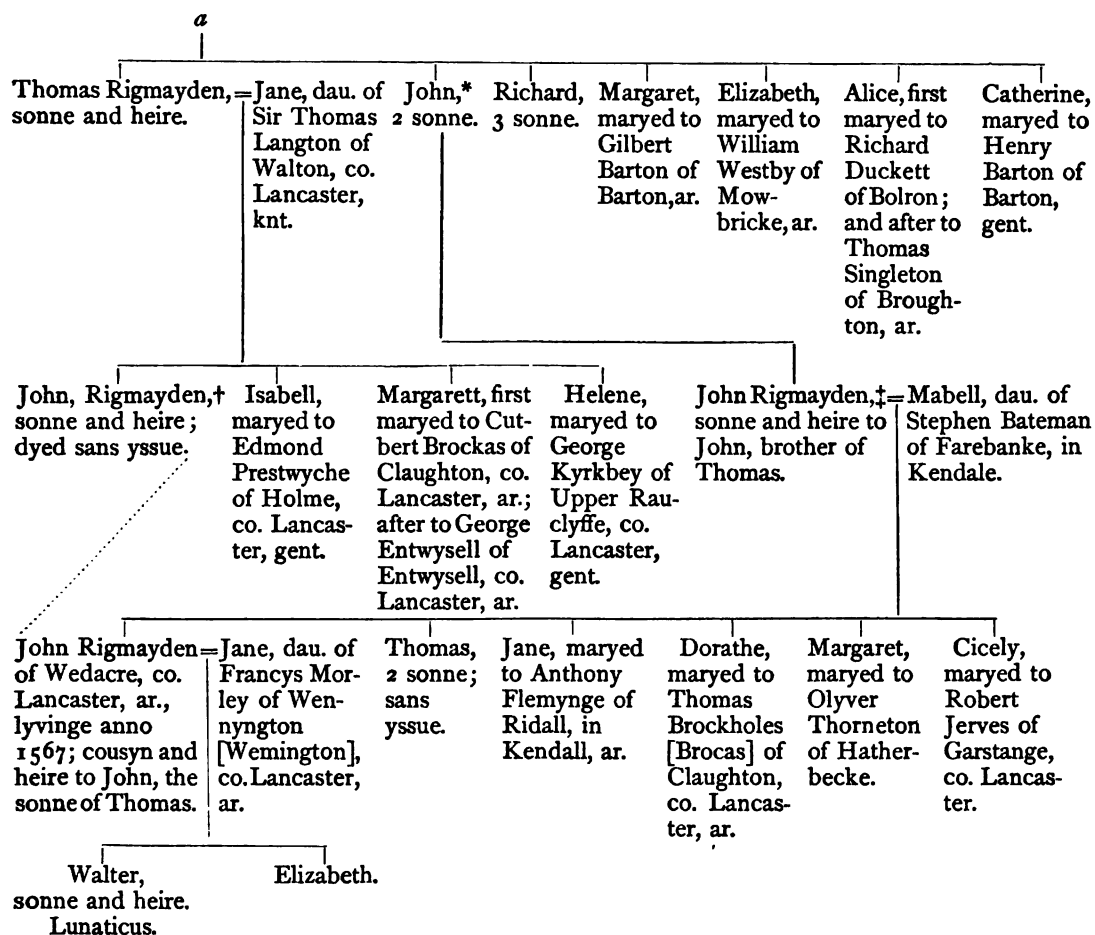 a
Thomas Rigmayden,=
sonne and heire.
Jane, dau. of
Sir Thomas
Langton of
Walton, co.
Lancaster,
knt.
John,*
2 sonne.
Richard,
3 sonne.
Margaret,
maryed to
Gilbert
Barton of
Barton, ar.
Elizabeth,
maryed to
William
Westby of
Mow-
bricke, ar.
Alice, first
maryed to
Richard
Duckett
of Bolron;
and after to
Thomas
Singleton
of Brough-
ton, ar.
Catherine,
maryed to
Henry
Barton of
Barton,
gent.
John, Rigmayden,†
sonne and heire;
dyed sans yssue.
Isabell,
maryed to
Edmond
Prestwyche
of Holme,
co. Lancas-
ter, gent.
Margarett, first
maryed to Cut-
bert Brockas of
Claughton, co.
Lancaster, ar.;
after to George
Entwysell of
Entwysell, co.
Lancaster, ar.
Helene,
maryed to
George
Kyrkbey of
Upper Rau-
clyffe, co.
Lancaster,
gent.
John Rigmayden,‡=
sonne and heire to
John, brother of
Thomas.
Mabell, dau. of
Stephen Bateman
of Farebanke, in
Kendale.
John Rigmayden=
of Wedacre, co.
Lancaster, ar.,
lyvinge anno
1567; cousyn and
heire to John, the
sonne of Thomas.
Jane, dau. of
Francys Mor-
ley of Wen-
nyngton
[Wemington],
co. Lancaster,
ar.
Thomas,
2 sonne;
sans
yssue.
Jane, maryed
to Anthony
Flemynge of
Ridall, in
Kendall, ar.
Dorathe,
maryed to
Thomas
Brockholes
[Brocas] of
Claughton,
co. Lancas-
ter, ar.
Margaret,
maryed to
Olyver
Thorneton
of Hather-
becke.
Cicely,
maryed to
Robert
Jerves of
Garstange,
co. Lancas-
ter.
Walter,
sonne and heire.
Lunaticus.
Elizabeth.